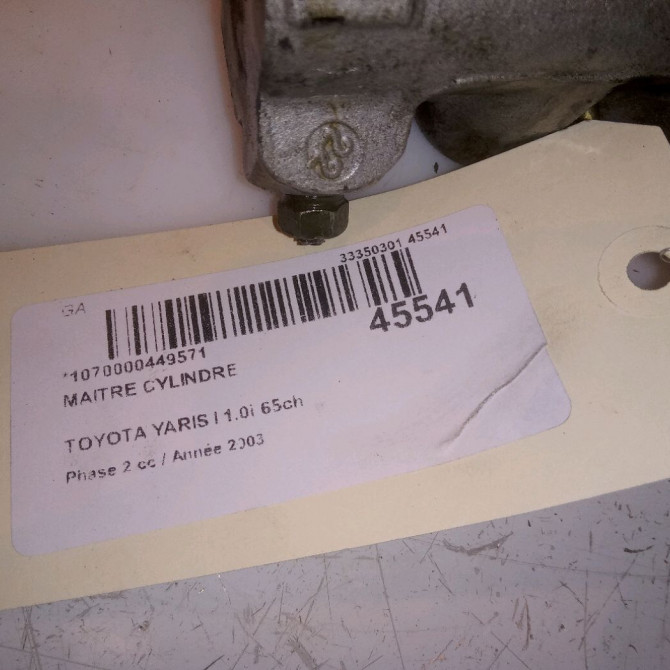 GA
33350301 45541
45541
*1070000449571
MAITRE CYLINDRE
TOYOTA YARIS I 1.0i 65ch
Phase 2 cc / Année 2003